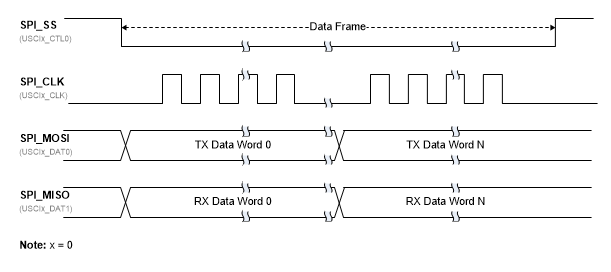 Data Frame
SPI_SS
(USCIx_CTL0)
SPI_CLK
(USCIx_CLK)
SPI_MOSI
(USCIx_DAT0)
TX Data Word 0
TX Data Word N
SPI_MISO
(USCIx_DAT1)
RX Data Word 0
RX Data Word N
Note: x = 0